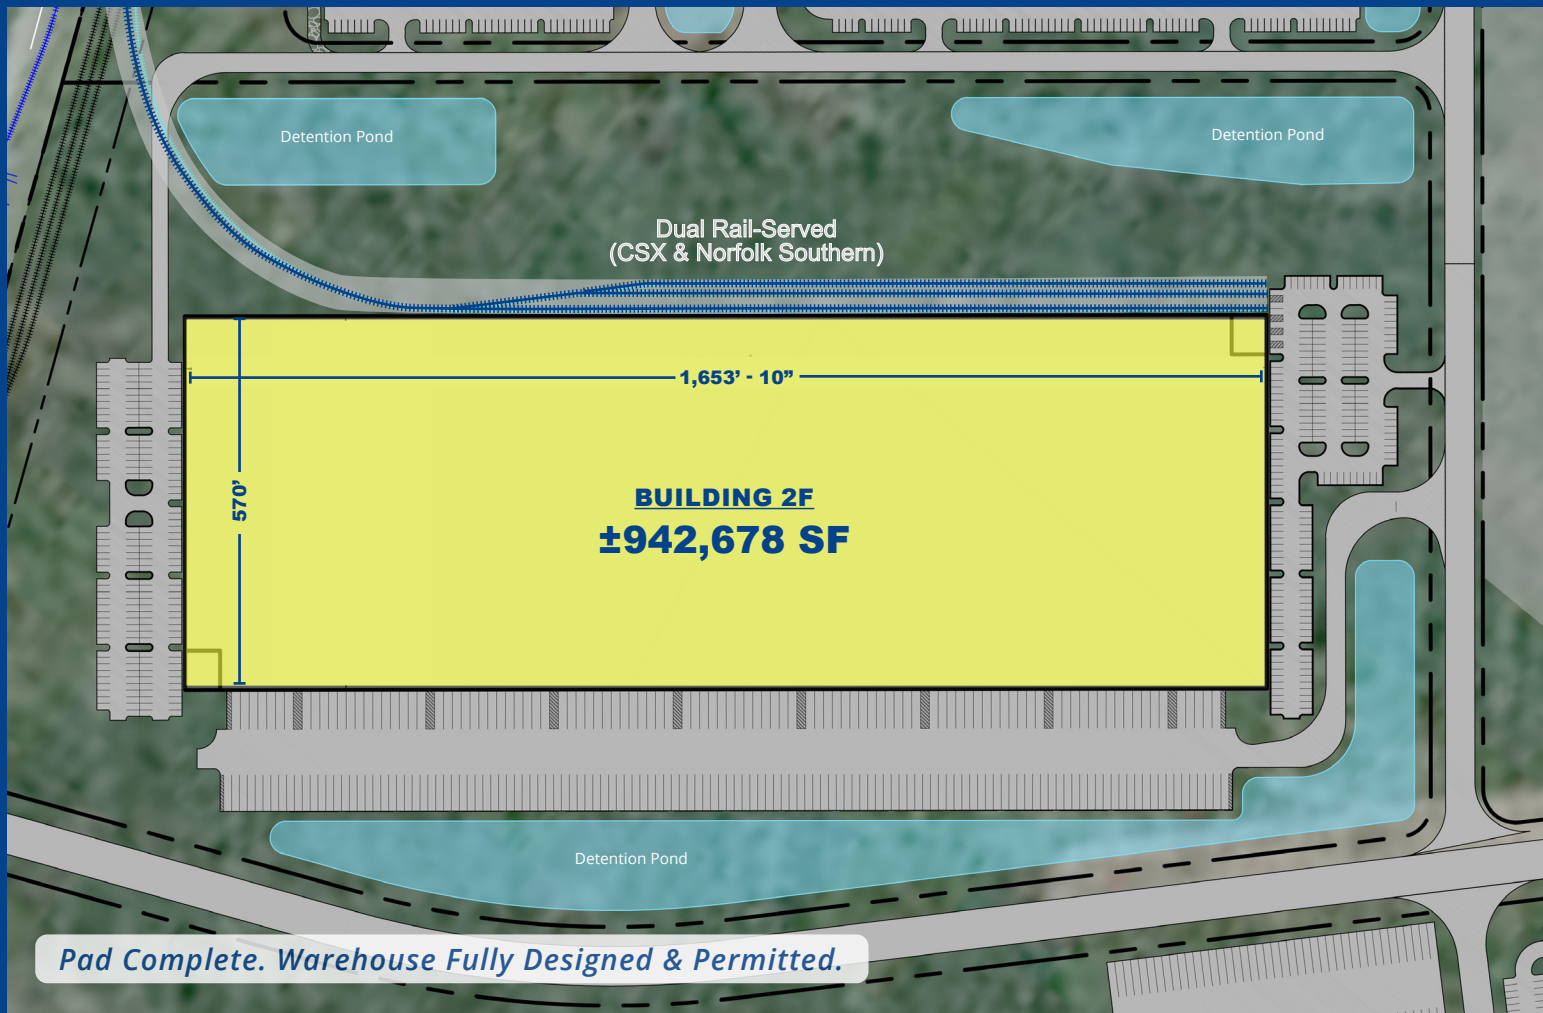 Detention Pond
Detention Pond
Dual Rail-Served
(CSX & Norfolk Southern)
1,653’ - 10”
570’
BUILDING 2F
±942,678 SF
Detention Pond
Pad Complete. Warehouse Fully Designed & Permitted.